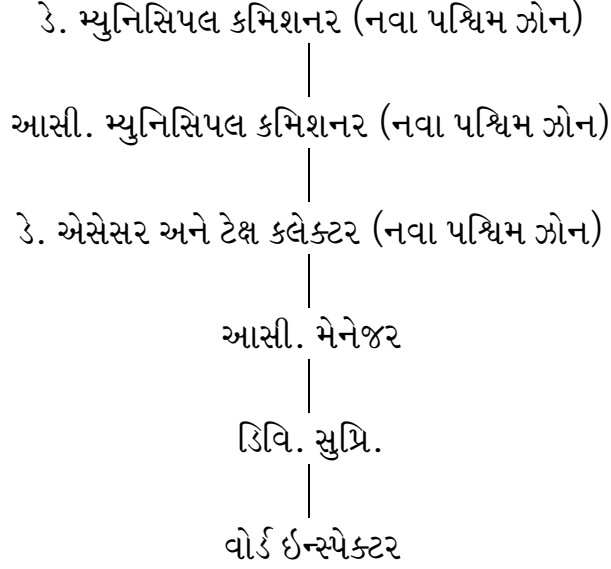 ડે. મ્યુનિસિપલ કમિશનર (નવા પશ્ચિમ ઝોન)
આસી. મ્યુનિસિપલ કમિશનર (નવા પશ્ચિમ ઝોન)
ડે. એસેસર અને ટેક્ષ કલેક્ટર (નવા પશ્ચિમ ઝોન)
આસી. મેનેજર
ડિવિ. સુપ્રિ.
વોર્ડ ઇન્સ્પેક્ટર